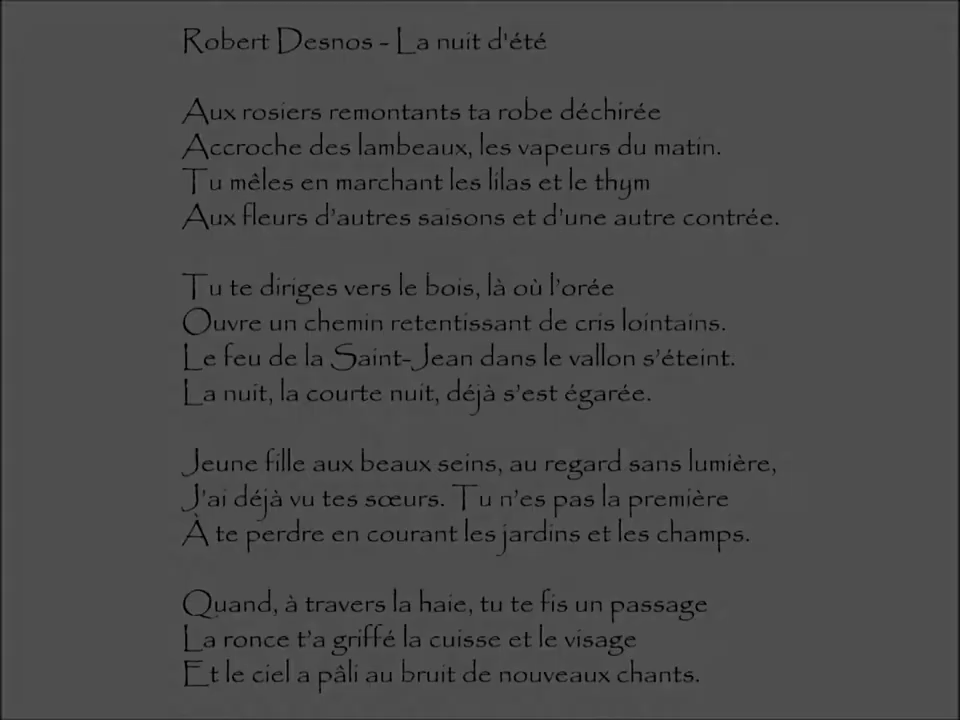 Robert Desnos - La nuit d'été
Aux rosiers remontants ta robe déchirée
Accroche des lambeaux, les vapeurs du matin.
Tu mêles en marchant les lilas et le thym
Aux fleurs d’autres saisons et d’une autre contrée.
Tu te diriges vers le bois, là où l’orée
Ouvre un chemin retentissant de cris lointains.
Le feu de la Saint-Jean dans le vallon s’éteint.
La nuit, la courte nuit, déjà s’est égarée.
Jeune fille aux beaux seins, au regard sans lumière,
J’ai déjà vu tes sœurs. Tu n’es pas la première
À te perdre en courant les jardins et les champs.
Quand, à travers la haie, tu te fis un passage
La ronce t’a griffé la cuisse et le visage
Et le ciel a pâli au bruit de nouveaux chants.